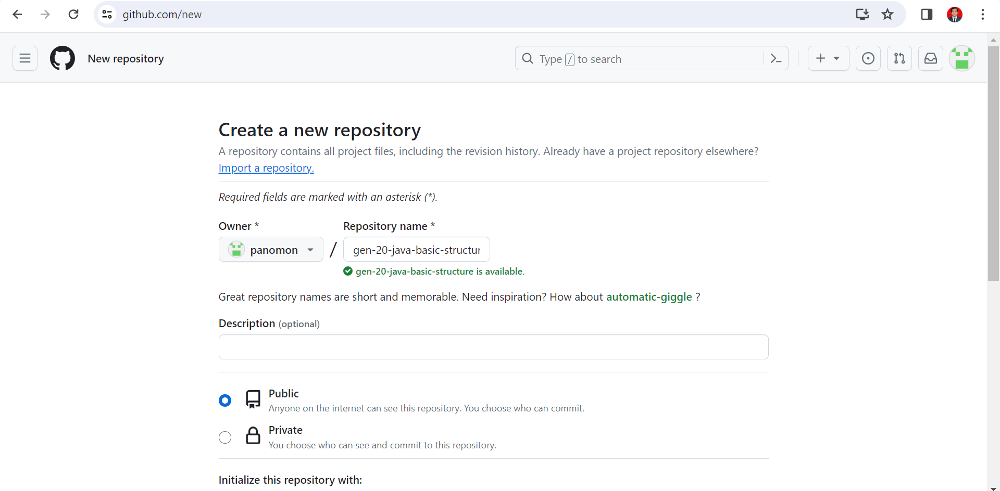 github.com/new
New repository
Type / to search
Create a new repository
A repository contains all project files, including the revision history. Already have a project repository elsewhere?
Import a repository.
Required fields are marked with an asterisk (*).
Owner * Repository name *
panomon / gen-20-java-basic-structur
gen-20-java-basic-structure is available.
Great repository names are short and memorable. Need inspiration? How about automatic-giggle ?
Description (optional)
Public
Anyone on the internet can see this repository. You choose who can commit.
Private
You choose who can see and commit to this repository.
Initialize this repository with: